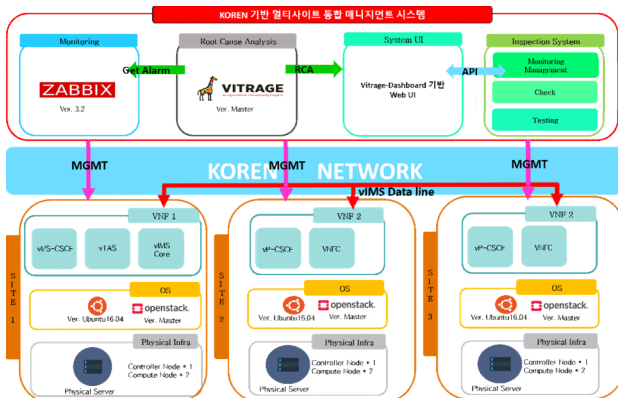 KOREN 기반 멀티사이트 통합 매니지먼트 시스템
Monitoring
Root Cause Analysis
System UI
Inspection System
Get Alarm
ZABBIX
Ver. 3.2
VITRAGE
Ver. Master
RCA
Vitrage-Dashboard 기반
Web UI
API
Monitoring
Management
Check
Testing
MGMT
MGMT
MGMT
KOREN NETWORK
vIMS Data line
SITE 1
VNF 1
vI/S-CSCF
vTAS
vIMS
Core
OS
Ver. Ubuntu16.04
openstack.
Ver. Master
Physical Infra
Physical Server
Controller Node * 1
Compute Node * 2
SITE 2
VNF 2
vP-CSCF
VNFC
OS
Ver. Ubuntu16.04
openstack.
Ver. Master
Physical Infra
Physical Server
Controller Node * 1
Compute Node * 2
SITE 3
VNF 2
vP-CSCF
VNFC
OS
Ver. Ubuntu16.04
openstack.
Ver. Master
Physical Infra
Physical Server
Controller Node * 1
Compute Node * 2